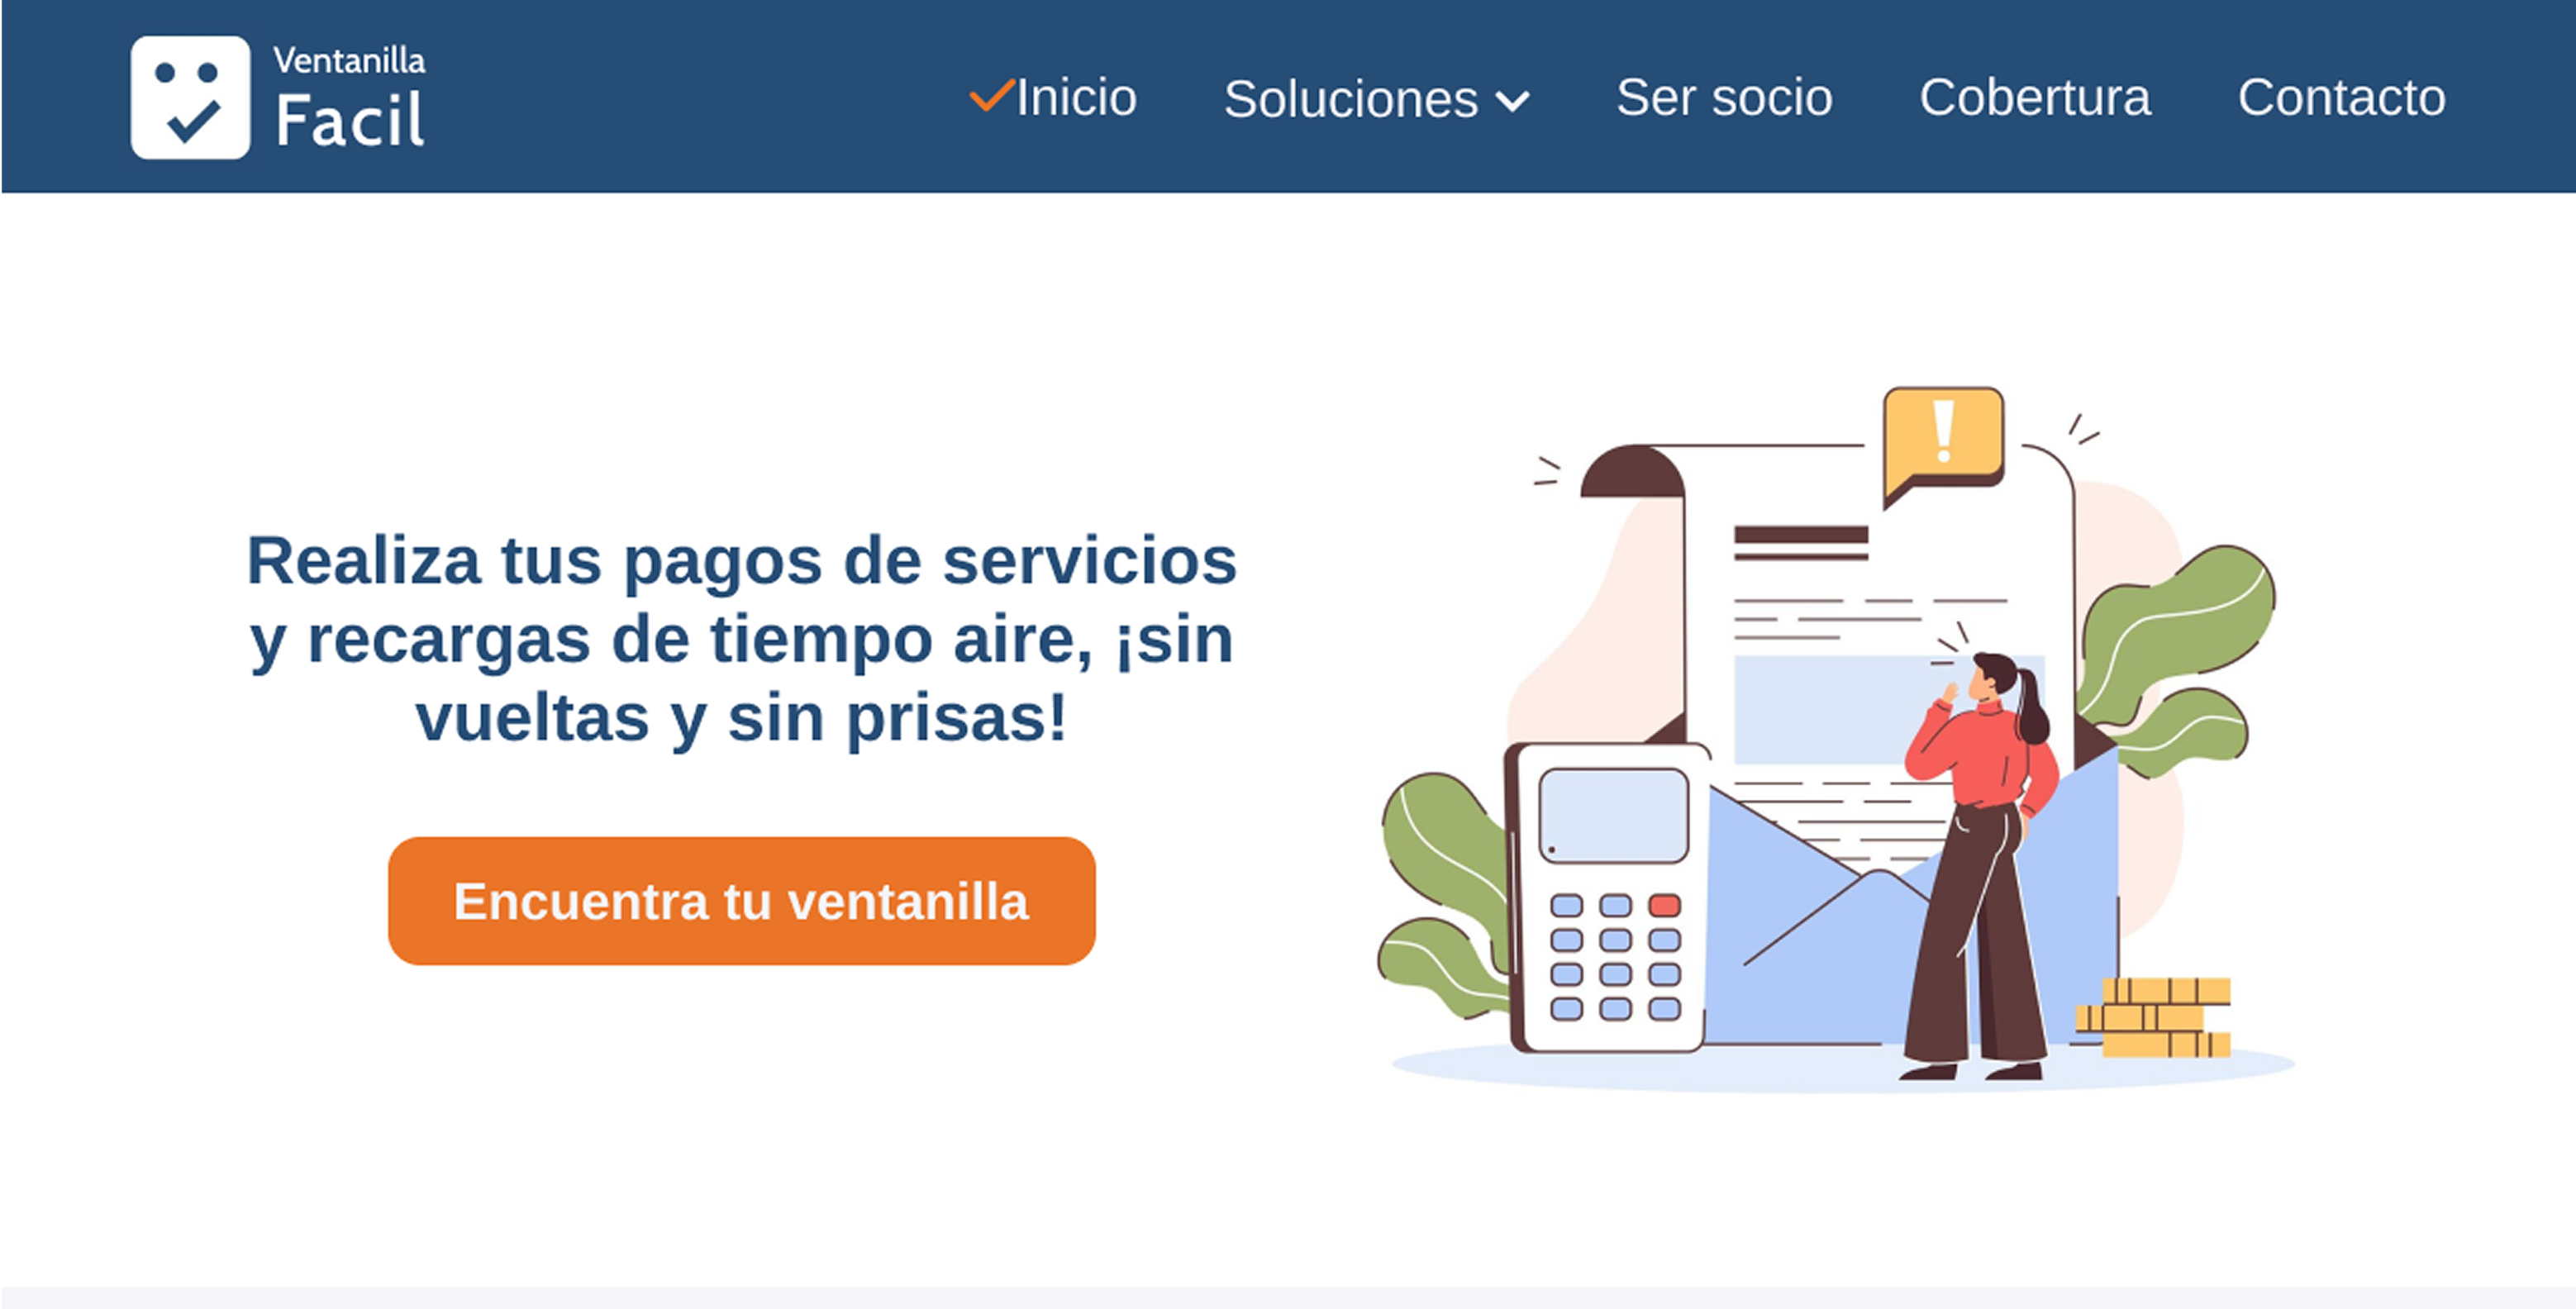 Ventanilla
Facil
Inicio
Soluciones
Ser socio
Cobertura
Contacto
!
Realiza tus pagos de servicios
y recargas de tiempo aire, ¡sin
vueltas y sin prisas!
Encuentra tu ventanilla